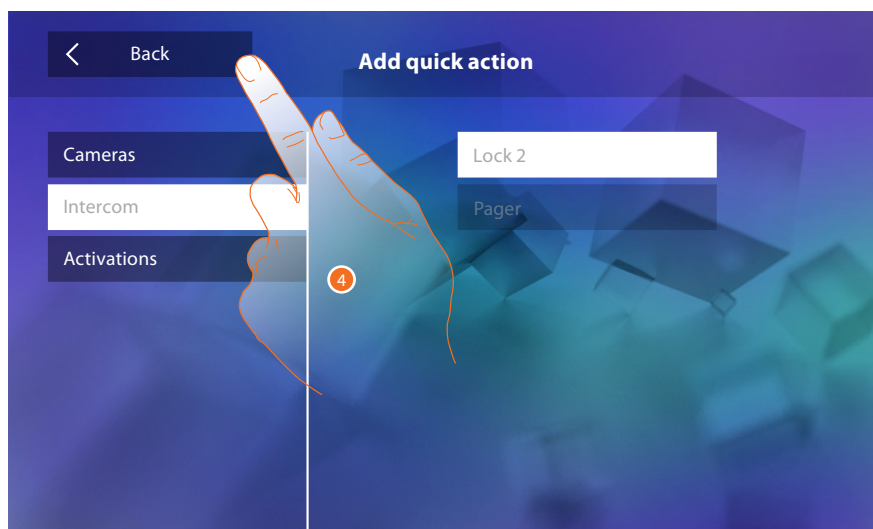 Back
Add quick action
Cameras
Intercom
Activations
Lock 2
Pager
4